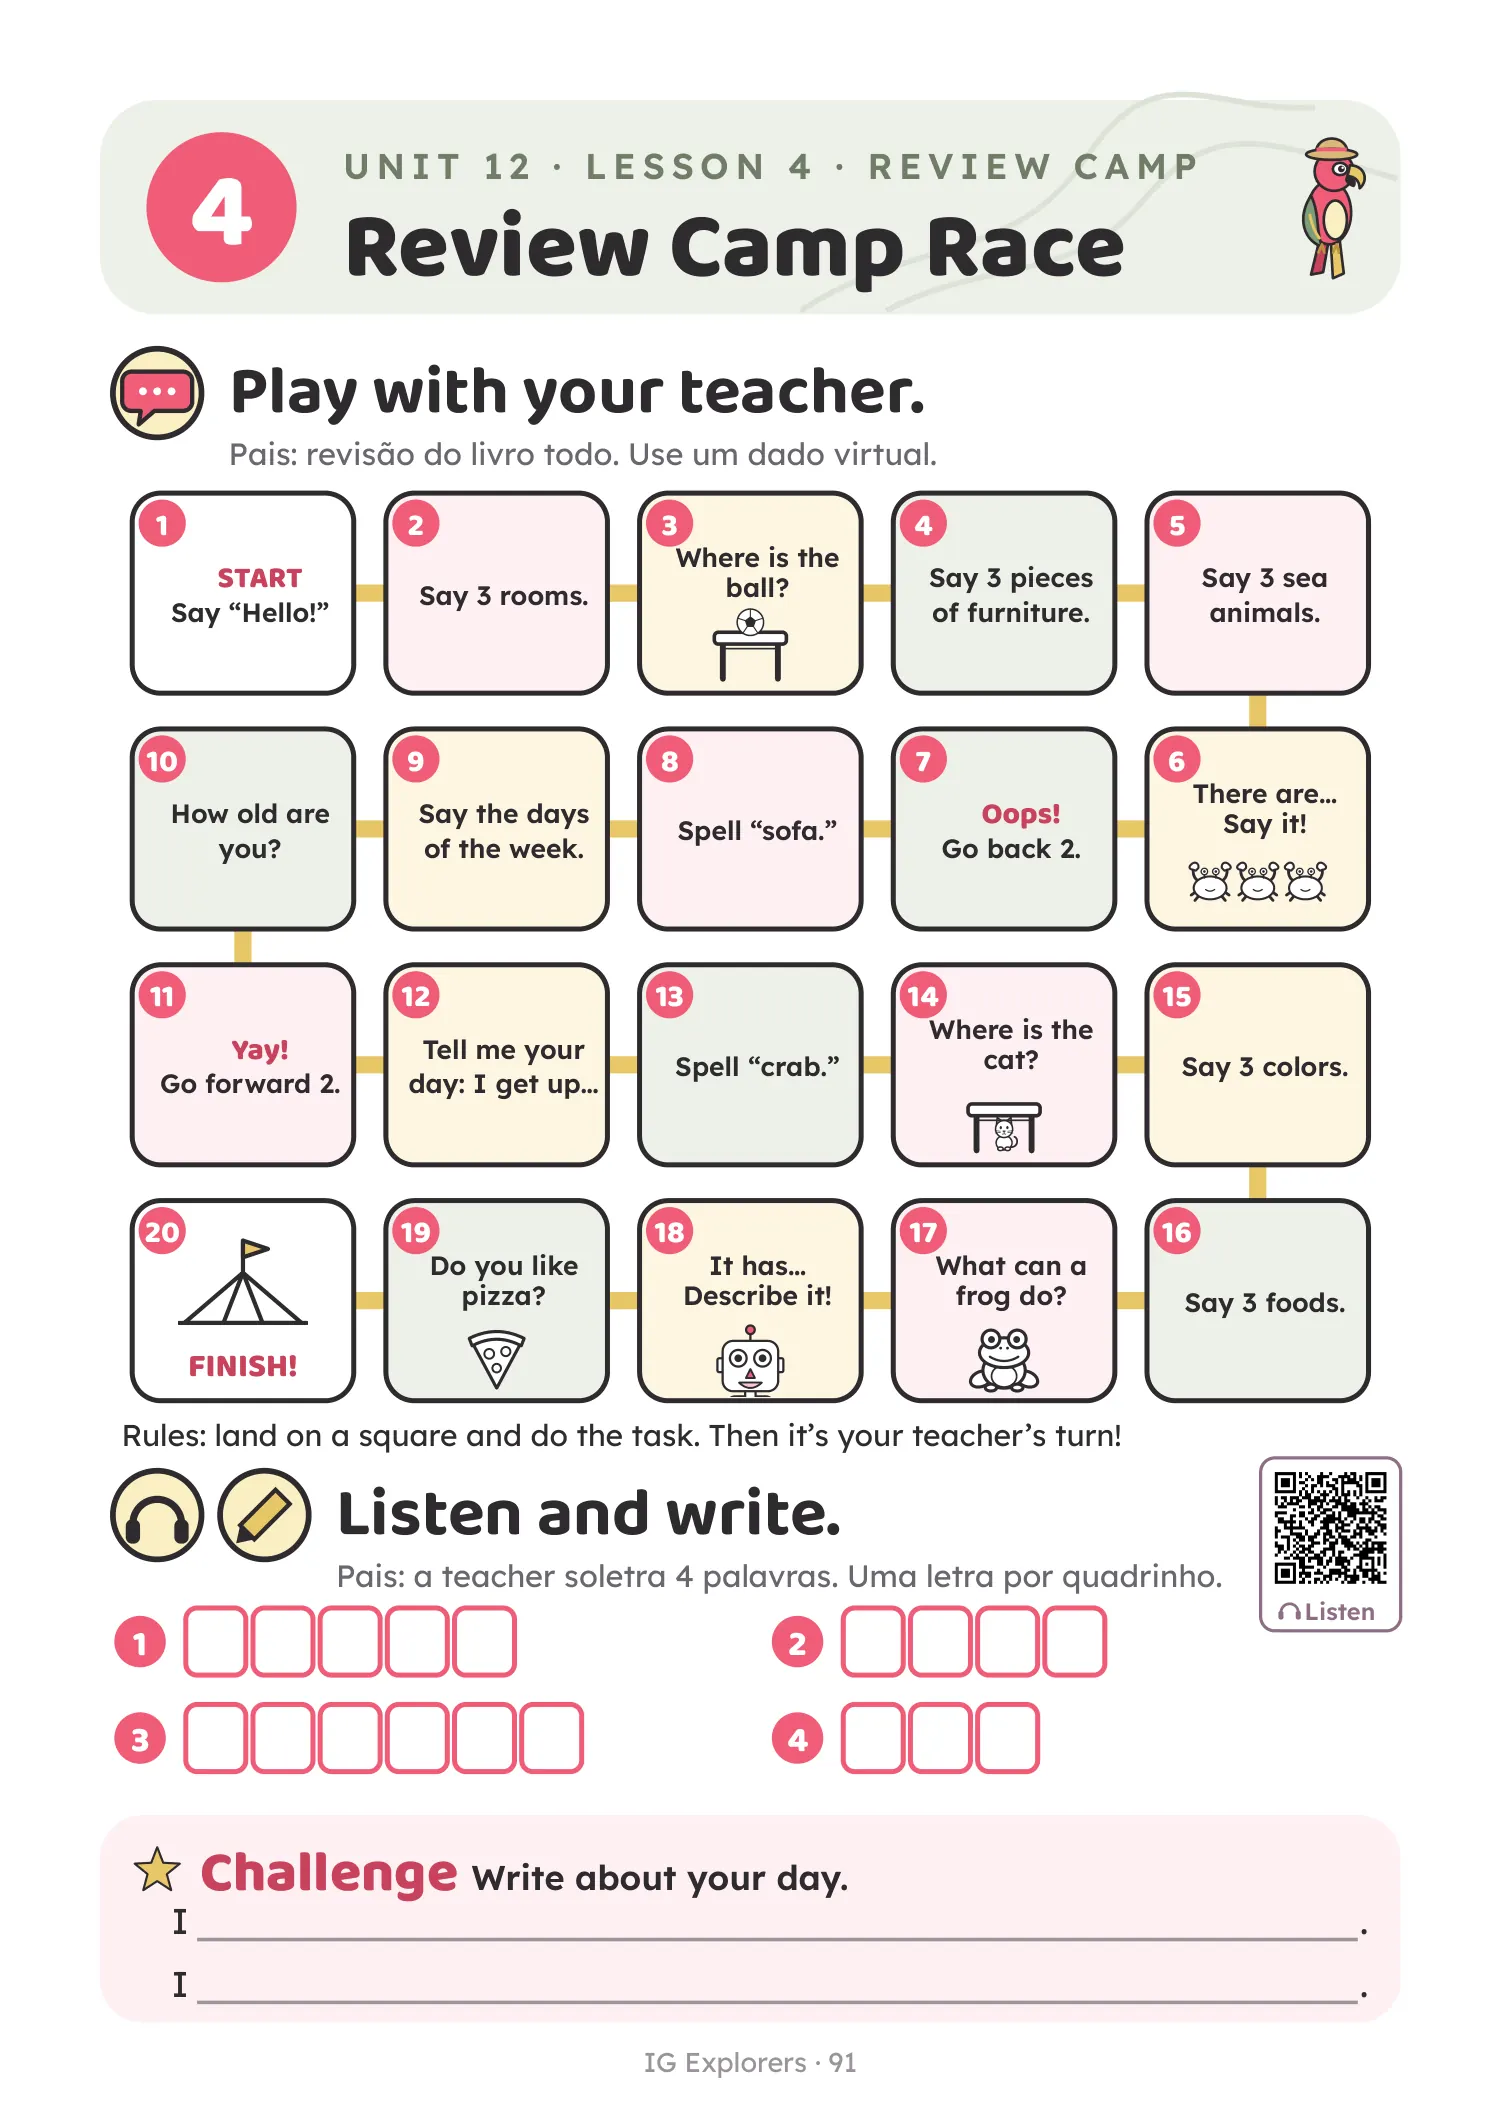 4
UNIT 12 · LESSON 4 · REVIEW CAMP
Review Camp Race
Play with your teacher.
Pais: revisão do livro todo. Use um dado virtual.
1
START
Say “Hello!”
2
Say 3 rooms.
3
Where is the
ball?
4
Say 3 pieces
of furniture.
5
Say 3 sea
animals.
6
There are...
Say it!
7
Oops!
Go back 2.
8
Spell “sofa.”
9
Say the days
of the week.
10
How old are
you?
11
Yay!
Go forward 2.
12
Tell me your
day: I get up...
13
Spell “crab.”
14
Where is the
cat?
15
Say 3 colors.
16
Say 3 foods.
17
What can a
frog do?
18
It has...
Describe it!
19
Do you like
pizza?
20
FINISH!
Rules: land on a square and do the task. Then it’s your teacher’s turn!
Listen and write.
Pais: a teacher soletra 4 palavras. Uma letra por quadrinho.
Listen
1
2
3
4
Challenge Write about your day.
I .
I .
IG Explorers · 91